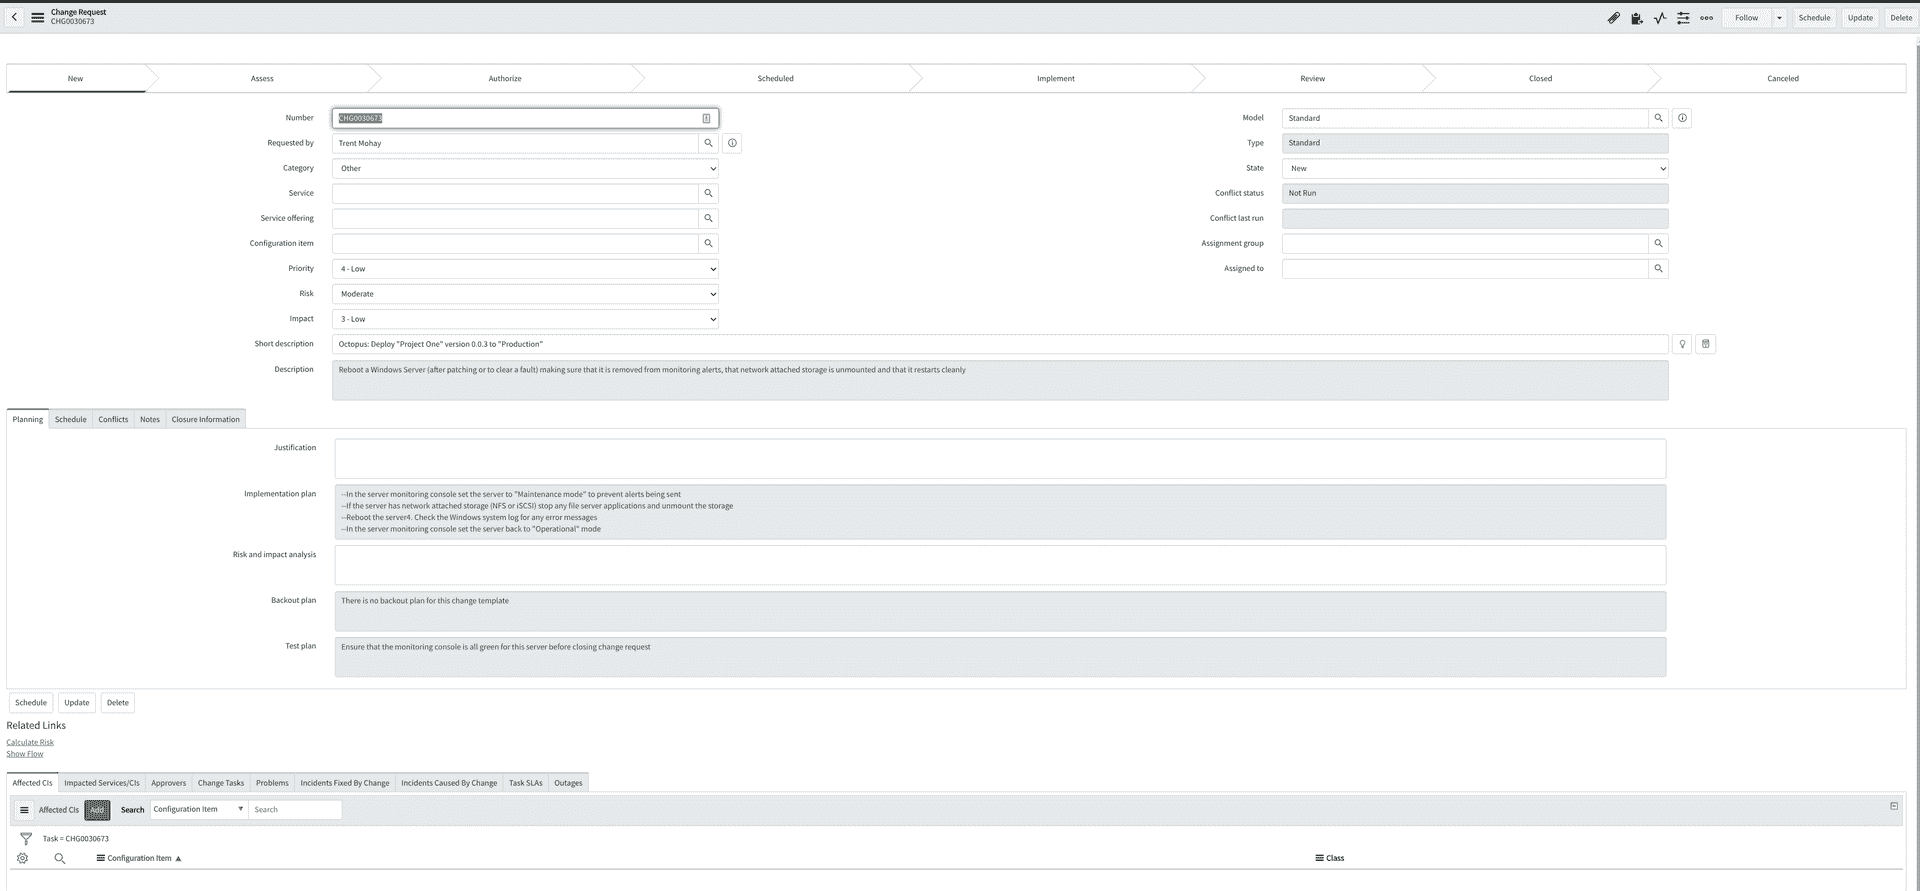 Change Request
CHG0030673
Follow Schedule Update Delete
New Assess Authorize Scheduled Implement Review Closed Canceled
Number CHG0030673
Requested by Trent Mohay
Category Other
Service
Service offering
Configuration item
Priority 4 - Low
Risk Moderate
Impact 3 - Low
Model Standard
Type Standard
State New
Conflict status Not Run
Conflict last run
Assignment group
Assigned to
Short description Octopus: Deploy "Project One" version 0.0.3 to "Production"
Description Reboot a Windows Server (after patching or to clear a fault) making sure that it is removed from monitoring alerts, that network attached storage is unmounted and that it restarts cleanly
Planning Schedule Conflicts Notes Closure Information
Justification
Implementation plan --In the server monitoring console set the server to "Maintenance mode" to prevent alerts being sent
--If the server has network attached storage (NFS or iSCSI) stop any file server applications and unmount the storage
--Reboot the server4. Check the Windows system log for any error messages
--In the server monitoring console set the server back to "Operational" mode
Risk and impact analysis
Backout plan There is no backout plan for this change template
Test plan Ensure that the monitoring console is all green for this server before closing change request
Schedule Update Delete
Related Links
Calculate Risk
Show Flow
Affected CIs Impacted Services/CIs Approvers Change Tasks Problems Incidents Fixed By Change Incidents Caused By Change Task SLAs Outages
Affected CIs Add Search Configuration Item Search
Task = CHG0030673
Configuration Item Class